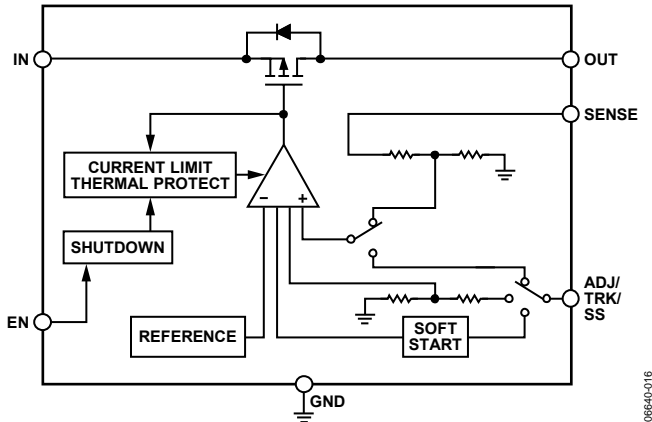 IN
OUT
SENSE
CURRENT LIMIT
THERMAL PROTECT
– +
SHUTDOWN
ADJ/
TRK/
SS
EN
REFERENCE
SOFT
START
GND
06640-016